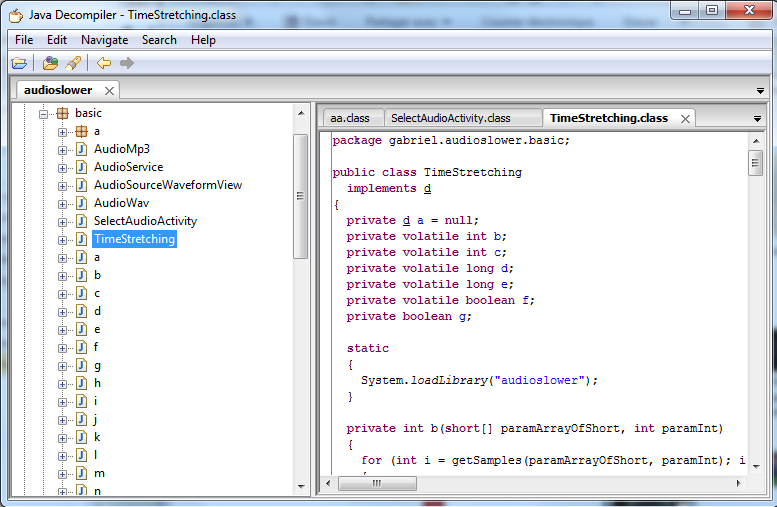 Java Decompiler - TimeStretching.class
File Edit Navigate Search Help
audioslower
basic
a
AudioMp3
AudioService
AudioSourceWaveformView
AudioWav
SelectAudioActivity
TimeStretching
a
b
c
d
e
f
g
h
i
j
k
l
m
n
aa.class SelectAudioActivity.class TimeStretching.class
package gabriel.audioslower.basic;
public class TimeStretching
implements d
{
private d a = null;
private volatile int b;
private volatile int c;
private volatile long d;
private volatile long e;
private volatile boolean f;
private boolean g;
static
{
System.loadLibrary("audioslower");
}
private int b(short[] paramArrayOfShort, int paramInt)
{
for (int i = getSamples(paramArrayOfShort, paramInt); i